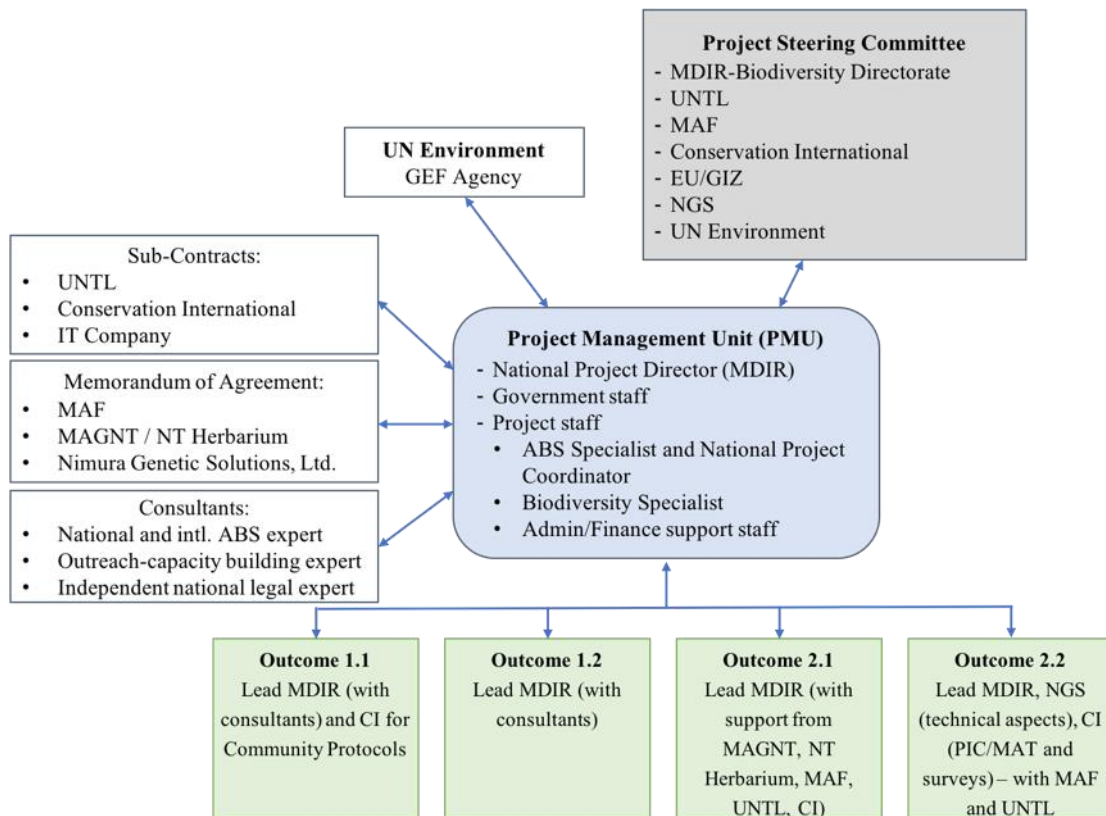 Project Steering Committee
- MDIR-Biodiversity Directorate
- UNTL
- MAF
- Conservation International
- EU/GIZ
- NGS
- UN Environment
UN Environment
GEF Agency
Sub-Contracts:
• UNTL
• Conservation International
• IT Company
Memorandum of Agreement:
• MAF
• MAGNT / NT Herbarium
• Nimura Genetic Solutions, Ltd.
Consultants:
• National and intl. ABS expert
• Outreach-capacity building expert
• Independent national legal expert
Project Management Unit (PMU)
- National Project Director (MDIR)
- Government staff
- Project staff
• ABS Specialist and National Project
Coordinator
• Biodiversity Specialist
• Admin/Finance support staff
Outcome 1.1
Lead MDIR (with
consultants) and CI for
Community Protocols
Outcome 1.2
Lead MDIR (with
consultants)
Outcome 2.1
Lead MDIR (with
support from
MAGNT, NT
Herbarium, MAF,
UNTL, CI)
Outcome 2.2
Lead MDIR, NGS
(technical aspects), CI
(PIC/MAT and
surveys) – with MAF
and UNTL